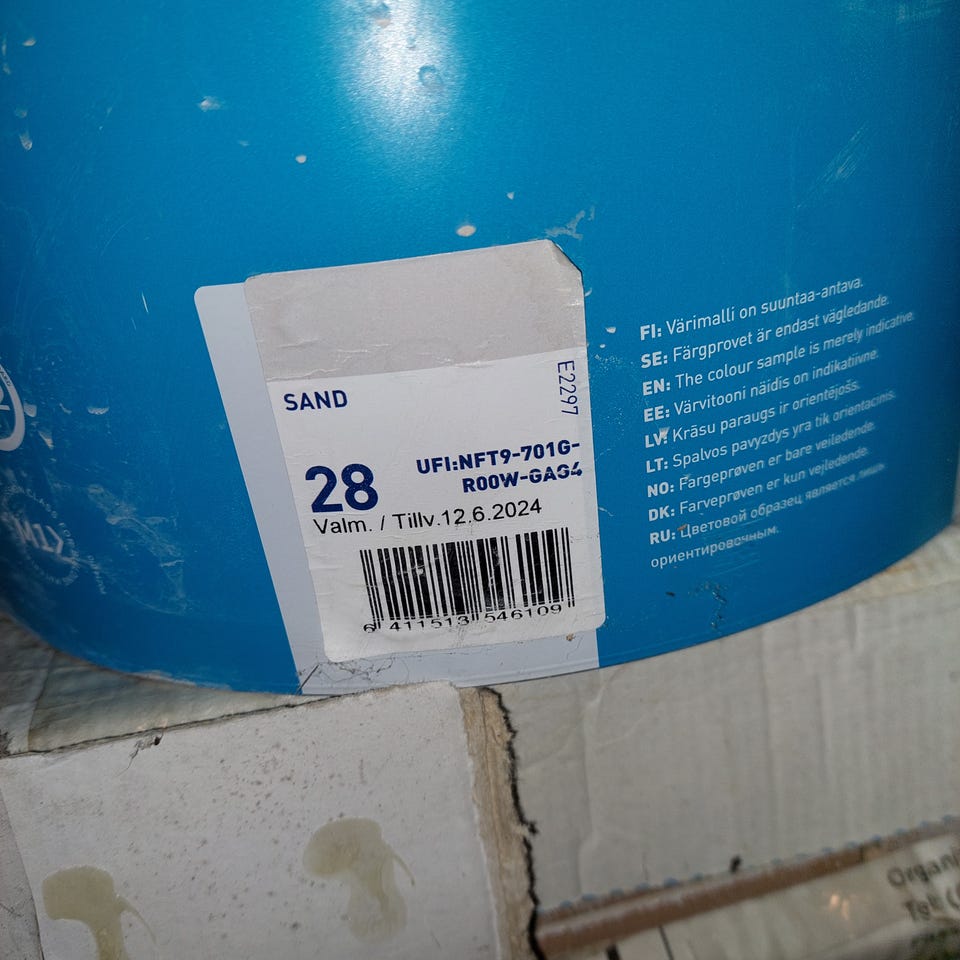 SAND
E2297
28
UFI:NFT9-701G-
R00W-GAG4
Valm. / Tillv.12.6.2024
6 411513 546109
FI: Värimalli on suuntaa-antava.
SE: Färgprovet är endast vägledande.
EN: The colour sample is merely indicative.
EE: Värvitooni näidis on indikatiivne.
LV: Krāsu paraugs ir orientējošs.
LT: Spalvos pavyzdys yra tik orientacinis.
NO: Fargeprøven er bare veiledende.
DK: Farveprøven er kun vejledende.
RU: Цветовой образец является лишь
ориентировочным.